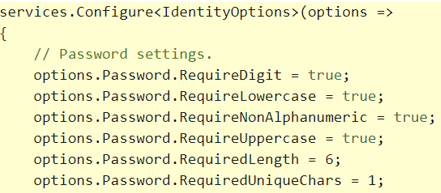 services.Configure<IdentityOptions>(options =>
{
    // Password settings.
    options.Password.RequireDigit = true;
    options.Password.RequireLowercase = true;
    options.Password.RequireNonAlphanumeric = true;
    options.Password.RequireUppercase = true;
    options.Password.RequiredLength = 6;
    options.Password.RequiredUniqueChars = 1;